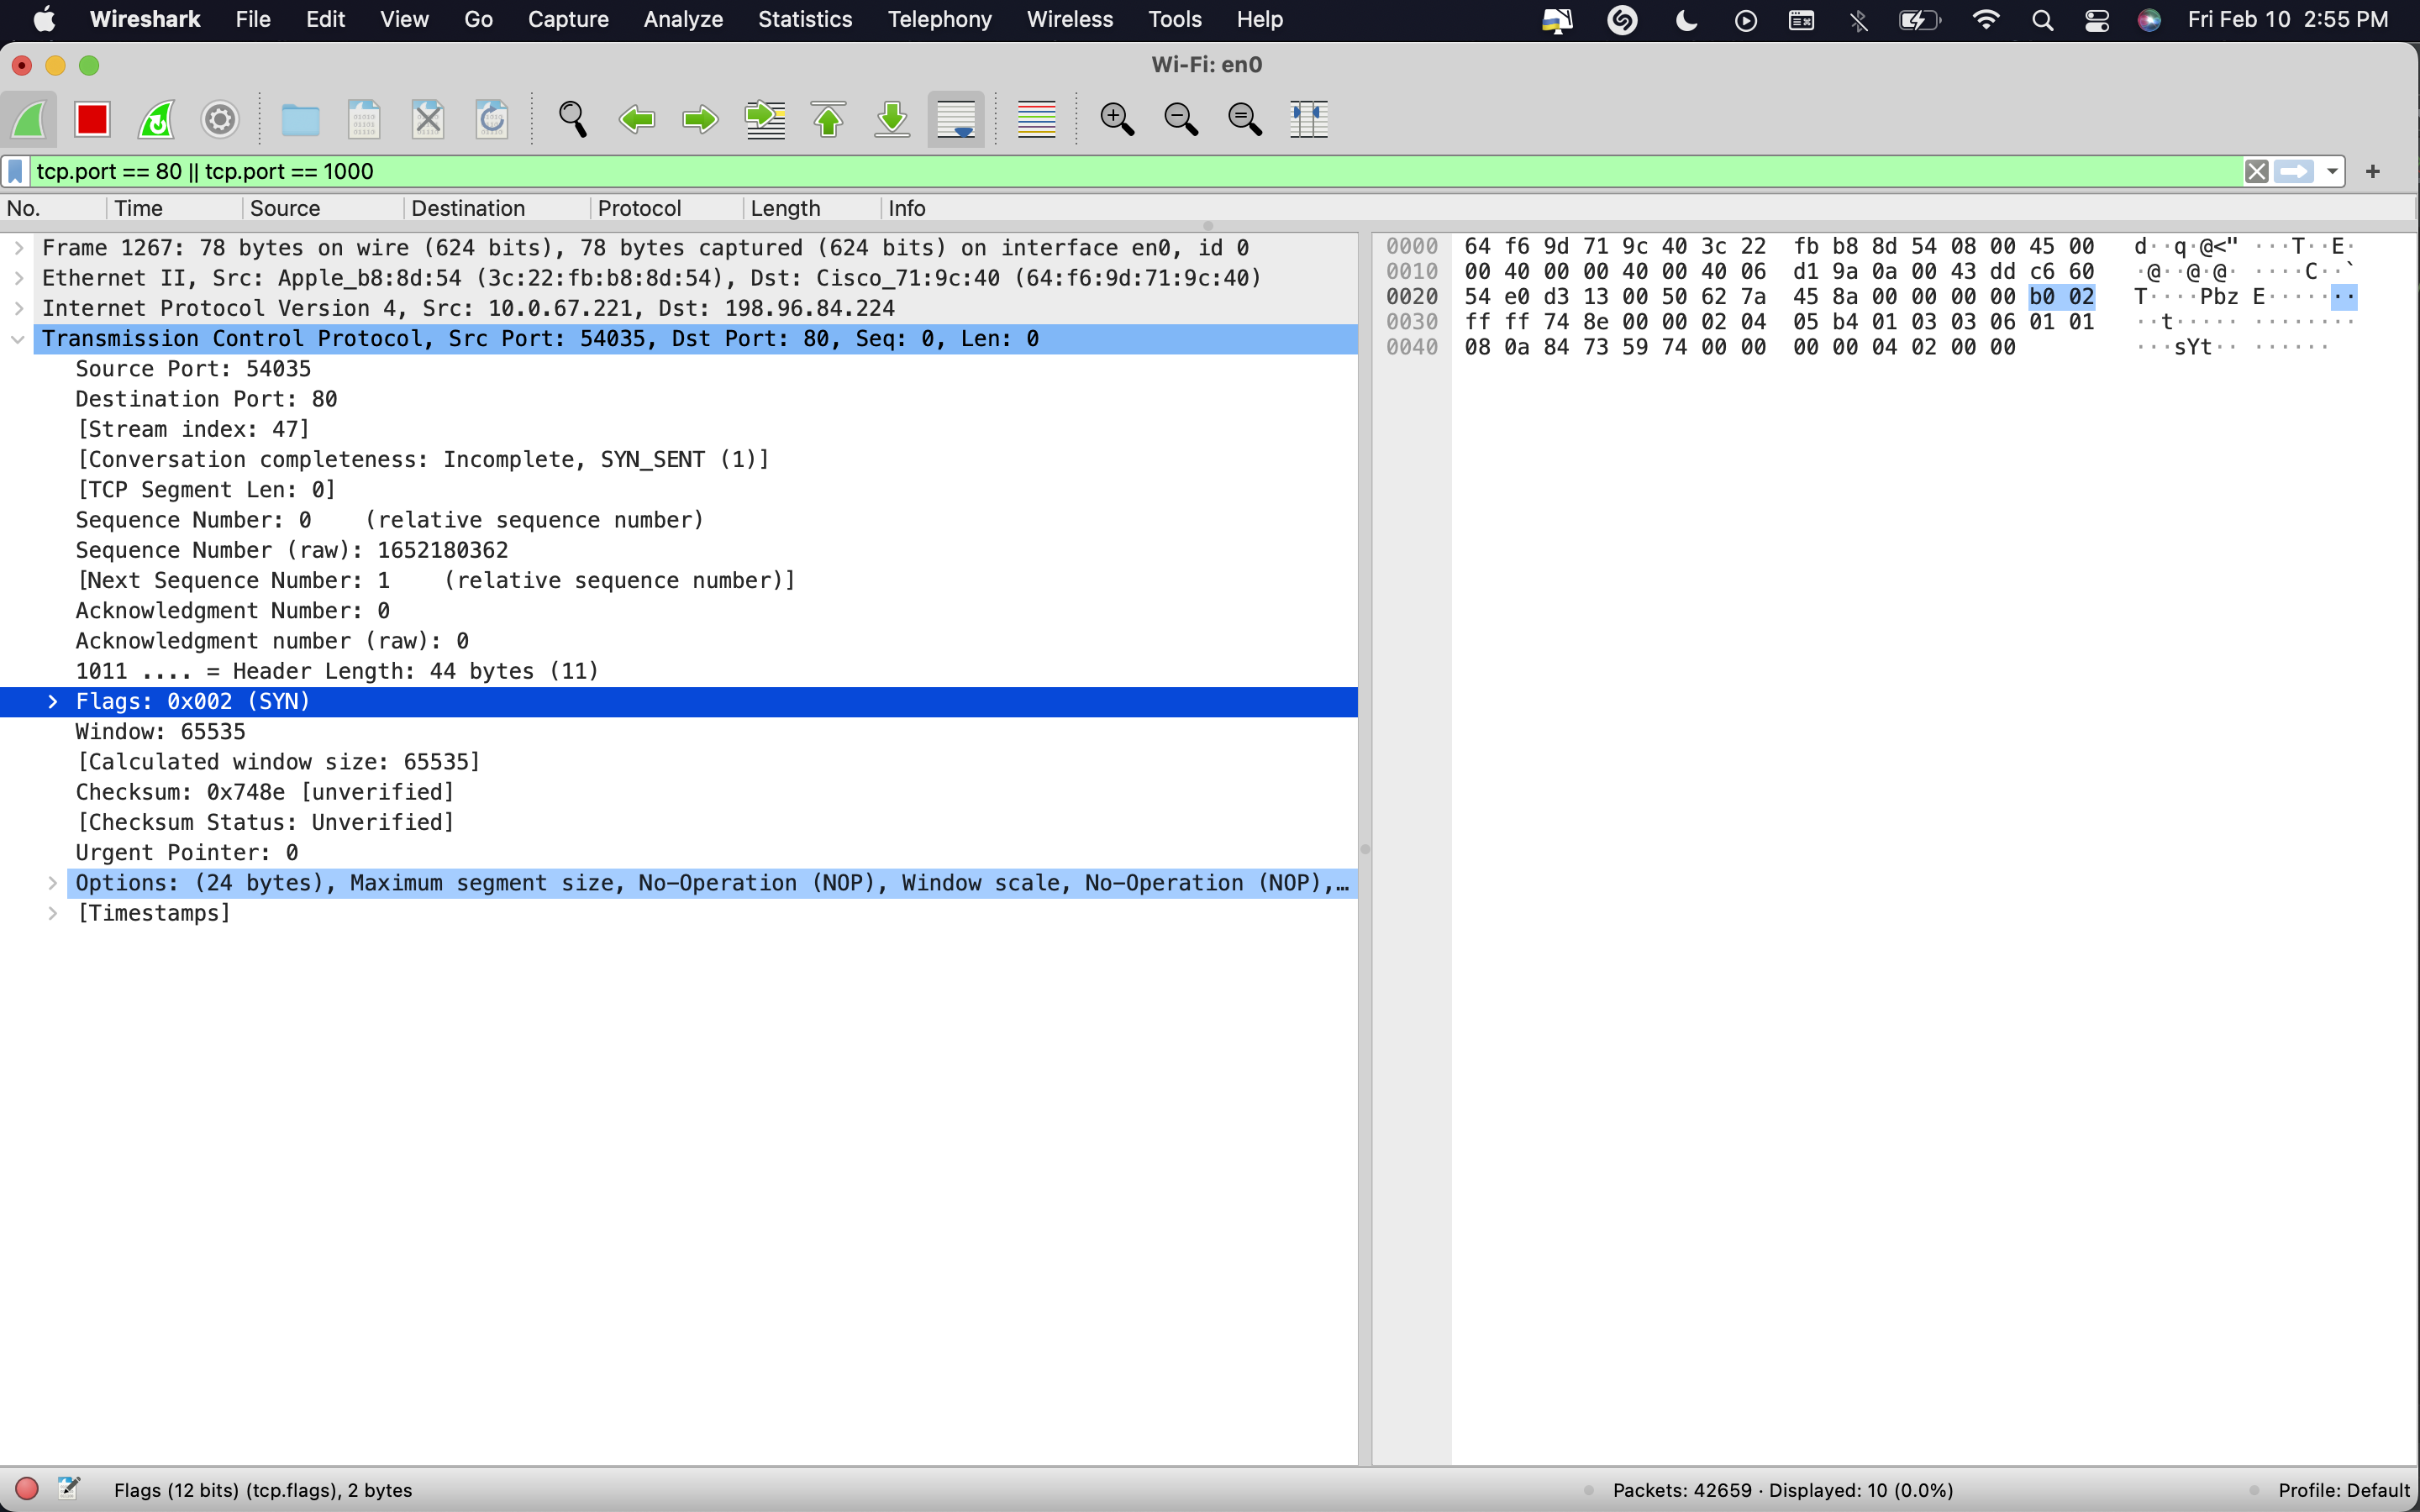 Wireshark File Edit View Go Capture Analyze Statistics Telephony Wireless Tools Help Fri Feb 10 2:55 PM
Wi-Fi: en0
tcp.port == 80 || tcp.port == 1000
No. Time Source Destination Protocol Length Info
Frame 1267: 78 bytes on wire (624 bits), 78 bytes captured (624 bits) on interface en0, id 0
Ethernet II, Src: Apple_b8:8d:54 (3c:22:fb:b8:8d:54), Dst: Cisco_71:9c:40 (64:f6:9d:71:9c:40)
Internet Protocol Version 4, Src: 10.0.67.221, Dst: 198.96.84.224
Transmission Control Protocol, Src Port: 54035, Dst Port: 80, Seq: 0, Len: 0
Source Port: 54035
Destination Port: 80
[Stream index: 47]
[Conversation completeness: Incomplete, SYN_SENT (1)]
[TCP Segment Len: 0]
Sequence Number: 0 (relative sequence number)
Sequence Number (raw): 1652180362
[Next Sequence Number: 1 (relative sequence number)]
Acknowledgment Number: 0
Acknowledgment number (raw): 0
1011 .... = Header Length: 44 bytes (11)
Flags: 0x002 (SYN)
Window: 65535
[Calculated window size: 65535]
Checksum: 0x748e [unverified]
[Checksum Status: Unverified]
Urgent Pointer: 0
Options: (24 bytes), Maximum segment size, No-Operation (NOP), Window scale, No-Operation (NOP),…
[Timestamps]
0000 64 f6 9d 71 9c 40 3c 22 fb b8 8d 54 08 00 45 00 d··q·@<" ···T··E·
0010 00 40 00 00 40 00 40 06 d1 9a 0a 00 43 dd c6 60 ·@··@·@· ····C··`
0020 54 e0 d3 13 00 50 62 7a 45 8a 00 00 00 00 b0 02 T····Pbz E·······
0030 ff ff 74 8e 00 00 02 04 05 b4 01 03 03 06 01 01 ··t····· ········
0040 08 0a 84 73 59 74 00 00 00 00 04 02 00 00 ···sYt·· ······
Flags (12 bits) (tcp.flags), 2 bytes
Packets: 42659 · Displayed: 10 (0.0%)
Profile: Default